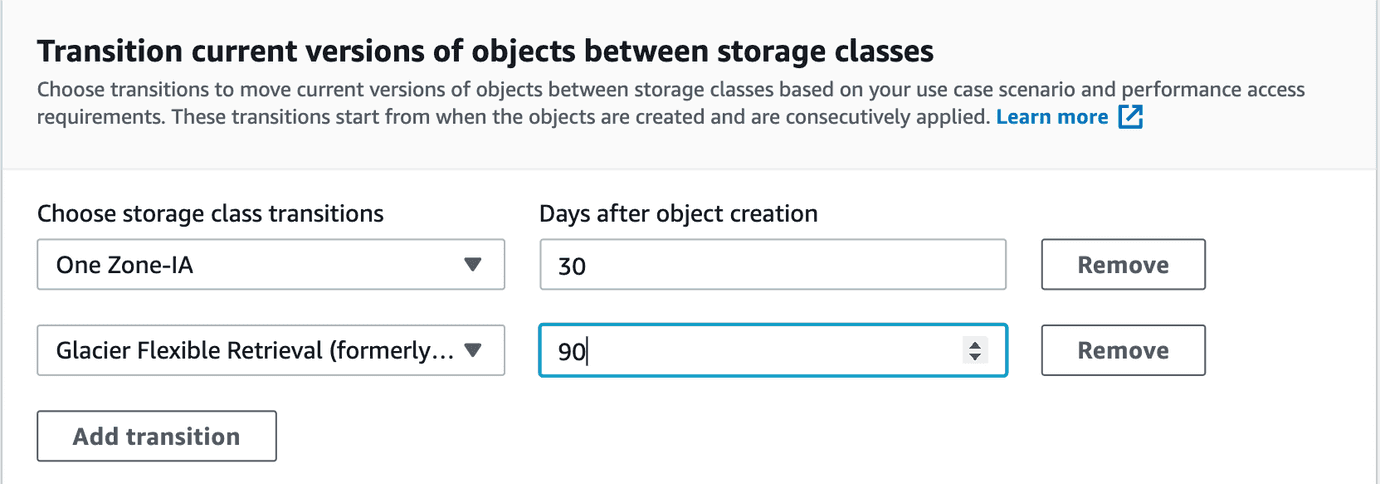 Transition current versions of objects between storage classes
Choose transitions to move current versions of objects between storage classes based on your use case scenario and performance access
requirements. These transitions start from when the objects are created and are consecutively applied. Learn more
Choose storage class transitions
Days after object creation
One Zone-IA
30
Remove
Glacier Flexible Retrieval (formerly...
90
Remove
Add transition